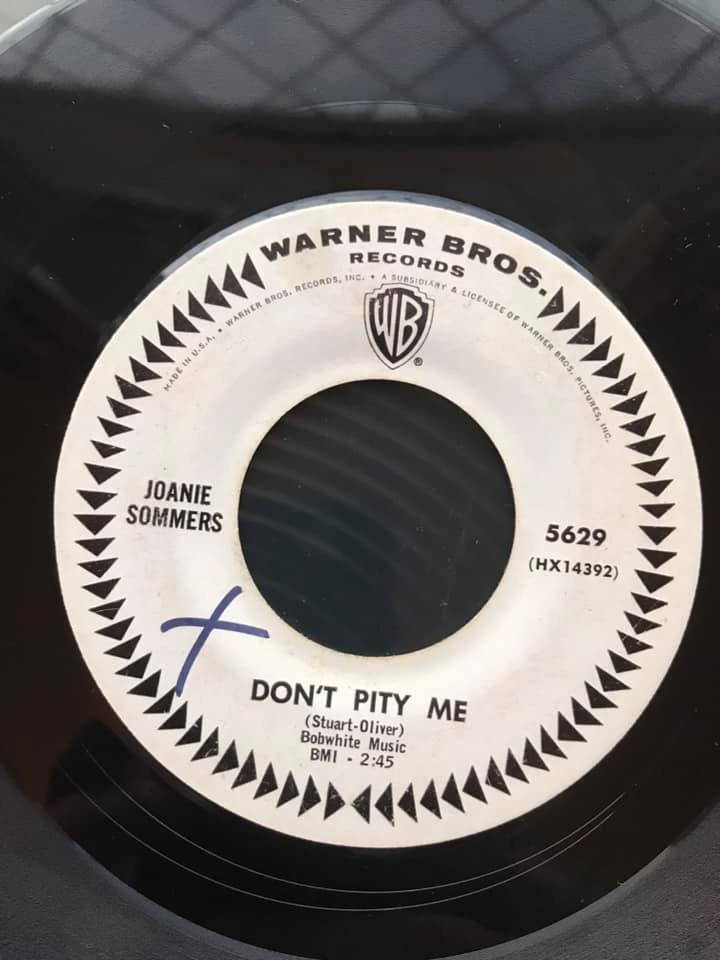 WARNER BROS.
RECORDS
MADE IN U.S.A. • WARNER BROS. RECORDS, INC. • A SUBSIDIARY & LICENSEE OF WARNER BROS. PICTURES, INC.
WB
®
JOANIE
SOMMERS
5629
(HX14392)
DON'T PITY ME
(Stuart-Oliver)
Bobwhite Music
BMI - 2:45